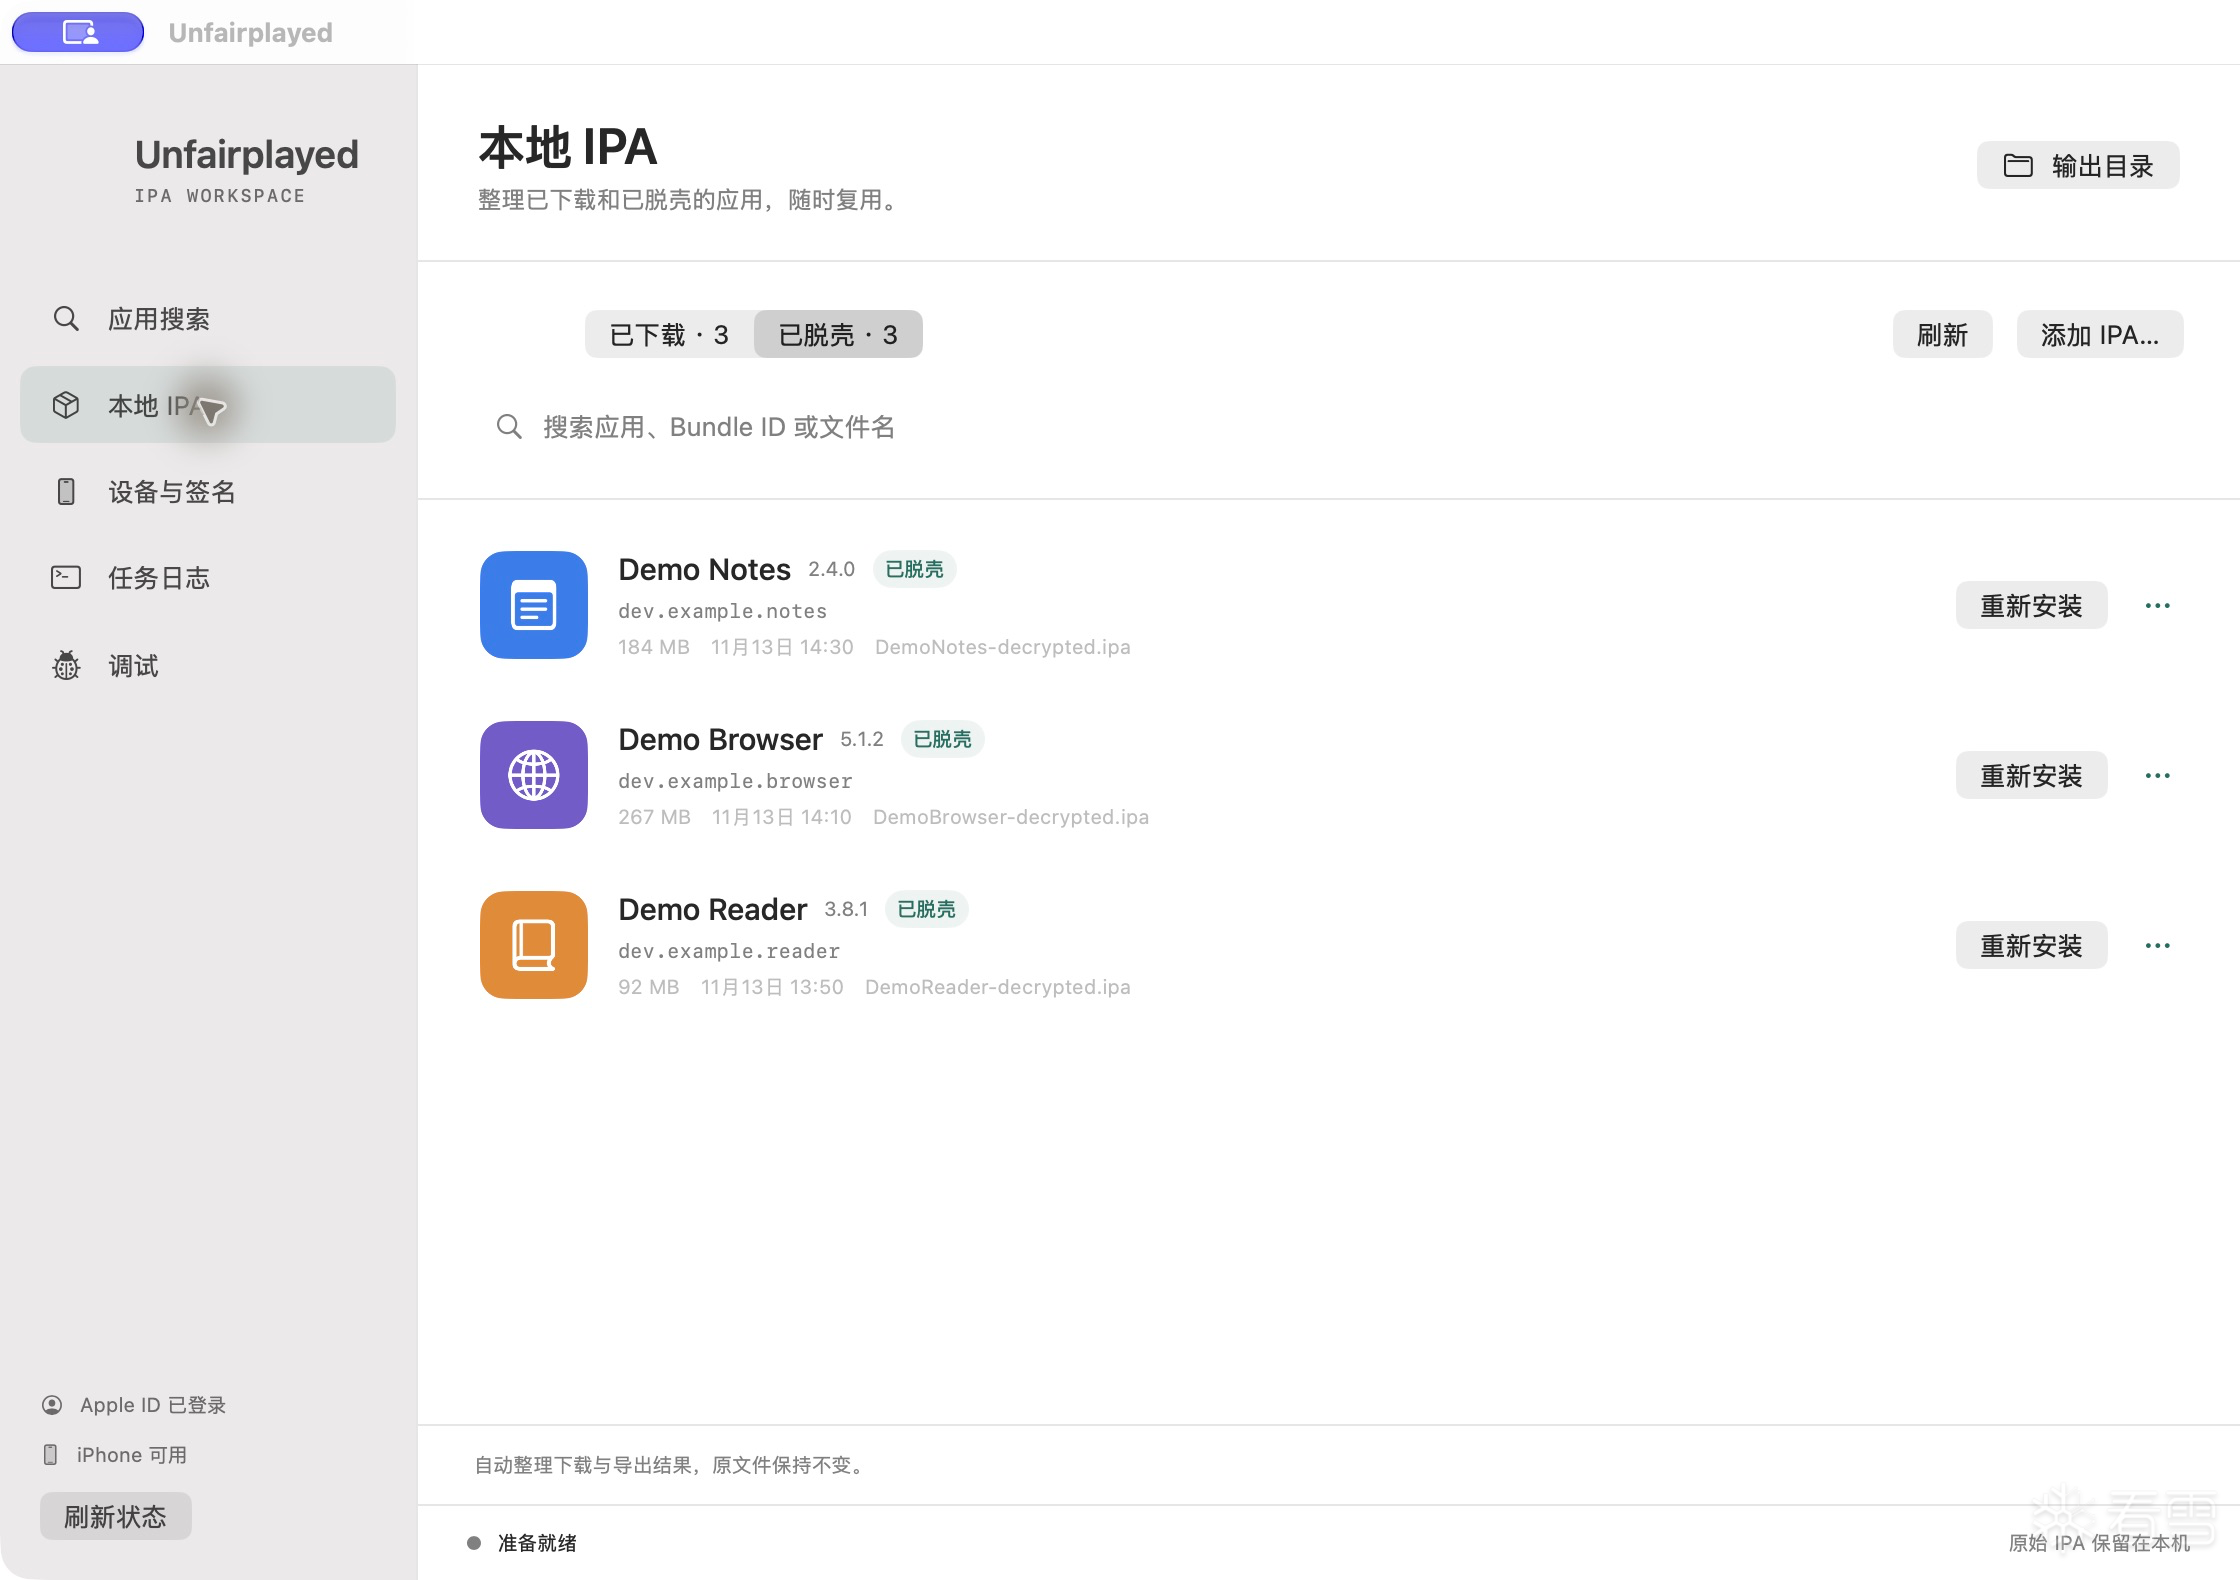 Unfairplayed
Unfairplayed
IPA WORKSPACE
应用搜索
本地 IPA
设备与签名
任务日志
调试
Apple ID 已登录
iPhone 可用
刷新状态
本地 IPA
整理已下载和已脱壳的应用，随时复用。
输出目录
已下载 · 3
已脱壳 · 3
刷新
添加 IPA...
搜索应用、Bundle ID 或文件名
Demo Notes 2.4.0 已脱壳
dev.example.notes
184 MB 11月13日 14:30 DemoNotes-decrypted.ipa
重新安装
Demo Browser 5.1.2 已脱壳
dev.example.browser
267 MB 11月13日 14:10 DemoBrowser-decrypted.ipa
重新安装
Demo Reader 3.8.1 已脱壳
dev.example.reader
92 MB 11月13日 13:50 DemoReader-decrypted.ipa
重新安装
自动整理下载与导出结果，原文件保持不变。
准备就绪
原始 IPA 保留在本机
看雪